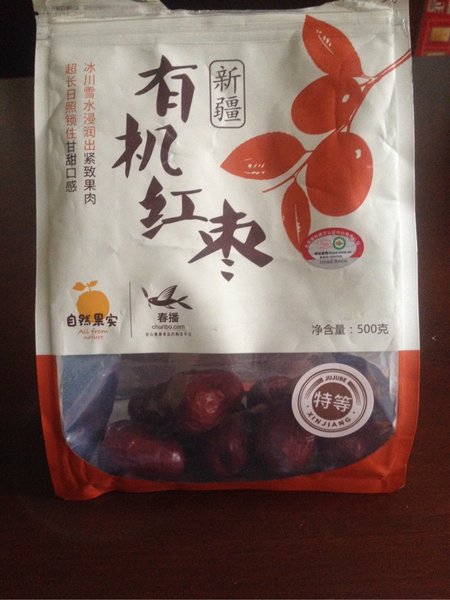 新疆
有机红枣
冰川雪水浸润出紧致果肉
超长日照锁住甘甜口感
自然果实
All from
nature
春播
chunbo.com
净含量：500克
JUJUBE
特等
XINJIANG